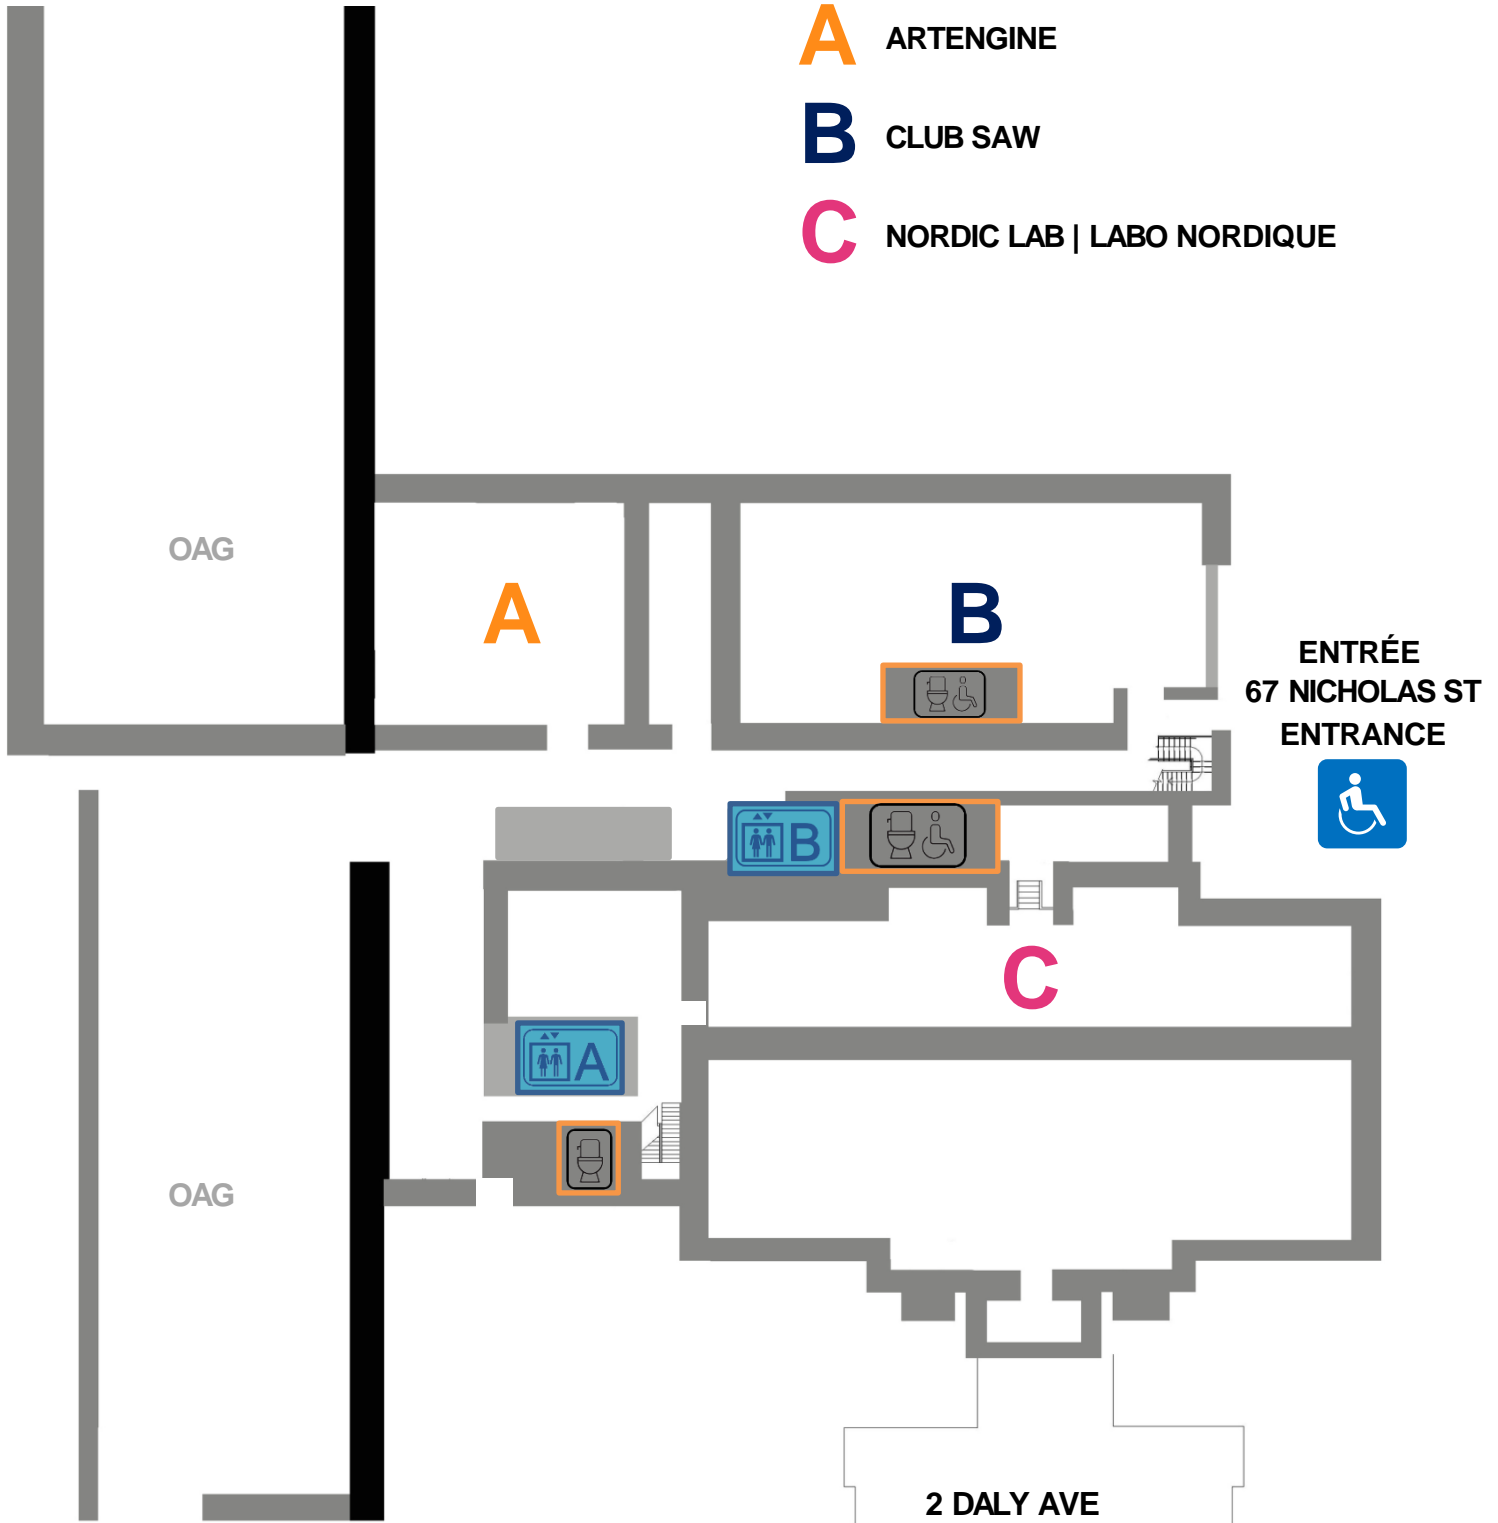 A ARTENGINE
B CLUB SAW
C NORDIC LAB | LABO NORDIQUE
OAG
A
B
ENTRÉE
67 NICHOLAS ST
ENTRANCE
B
C
A
OAG
2 DALY AVE